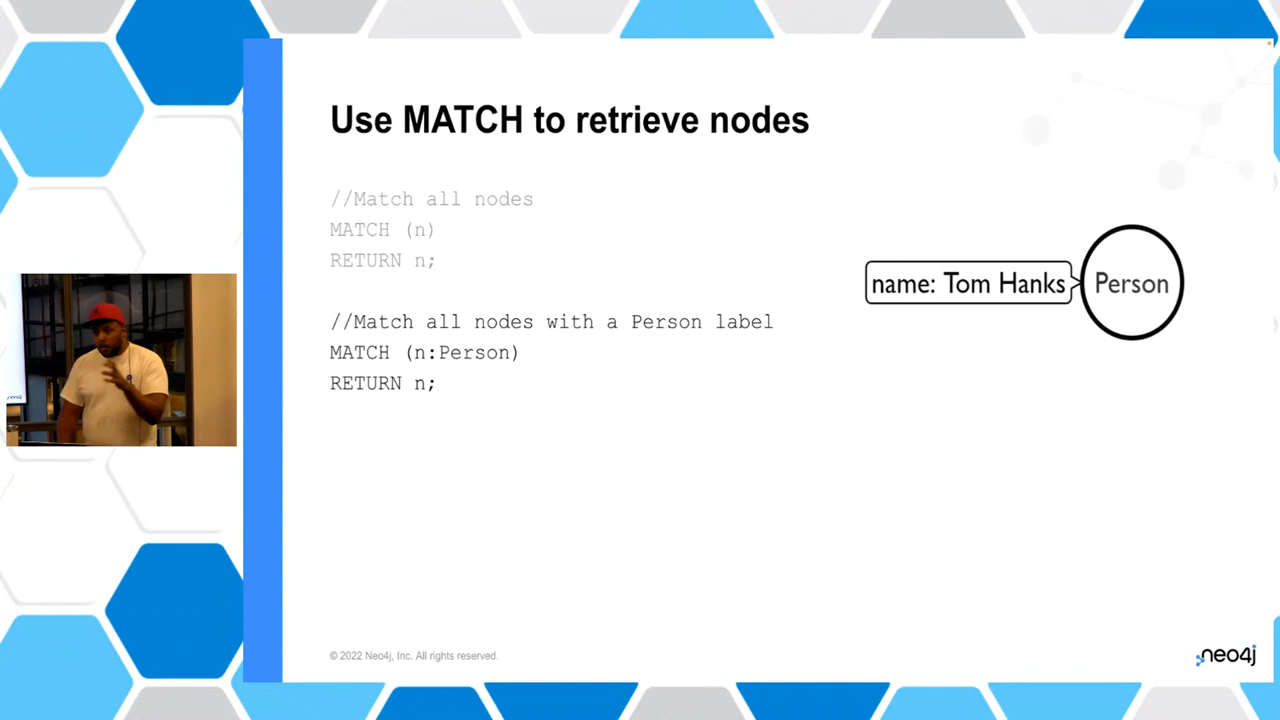 Use MATCH to retrieve nodes
//Match all nodes
MATCH (n)
RETURN n;
//Match all nodes with a Person label
MATCH (n:Person)
RETURN n;
name: Tom Hanks
Person
© 2022 Neo4j, Inc. All rights reserved.
neo4j
neo4j